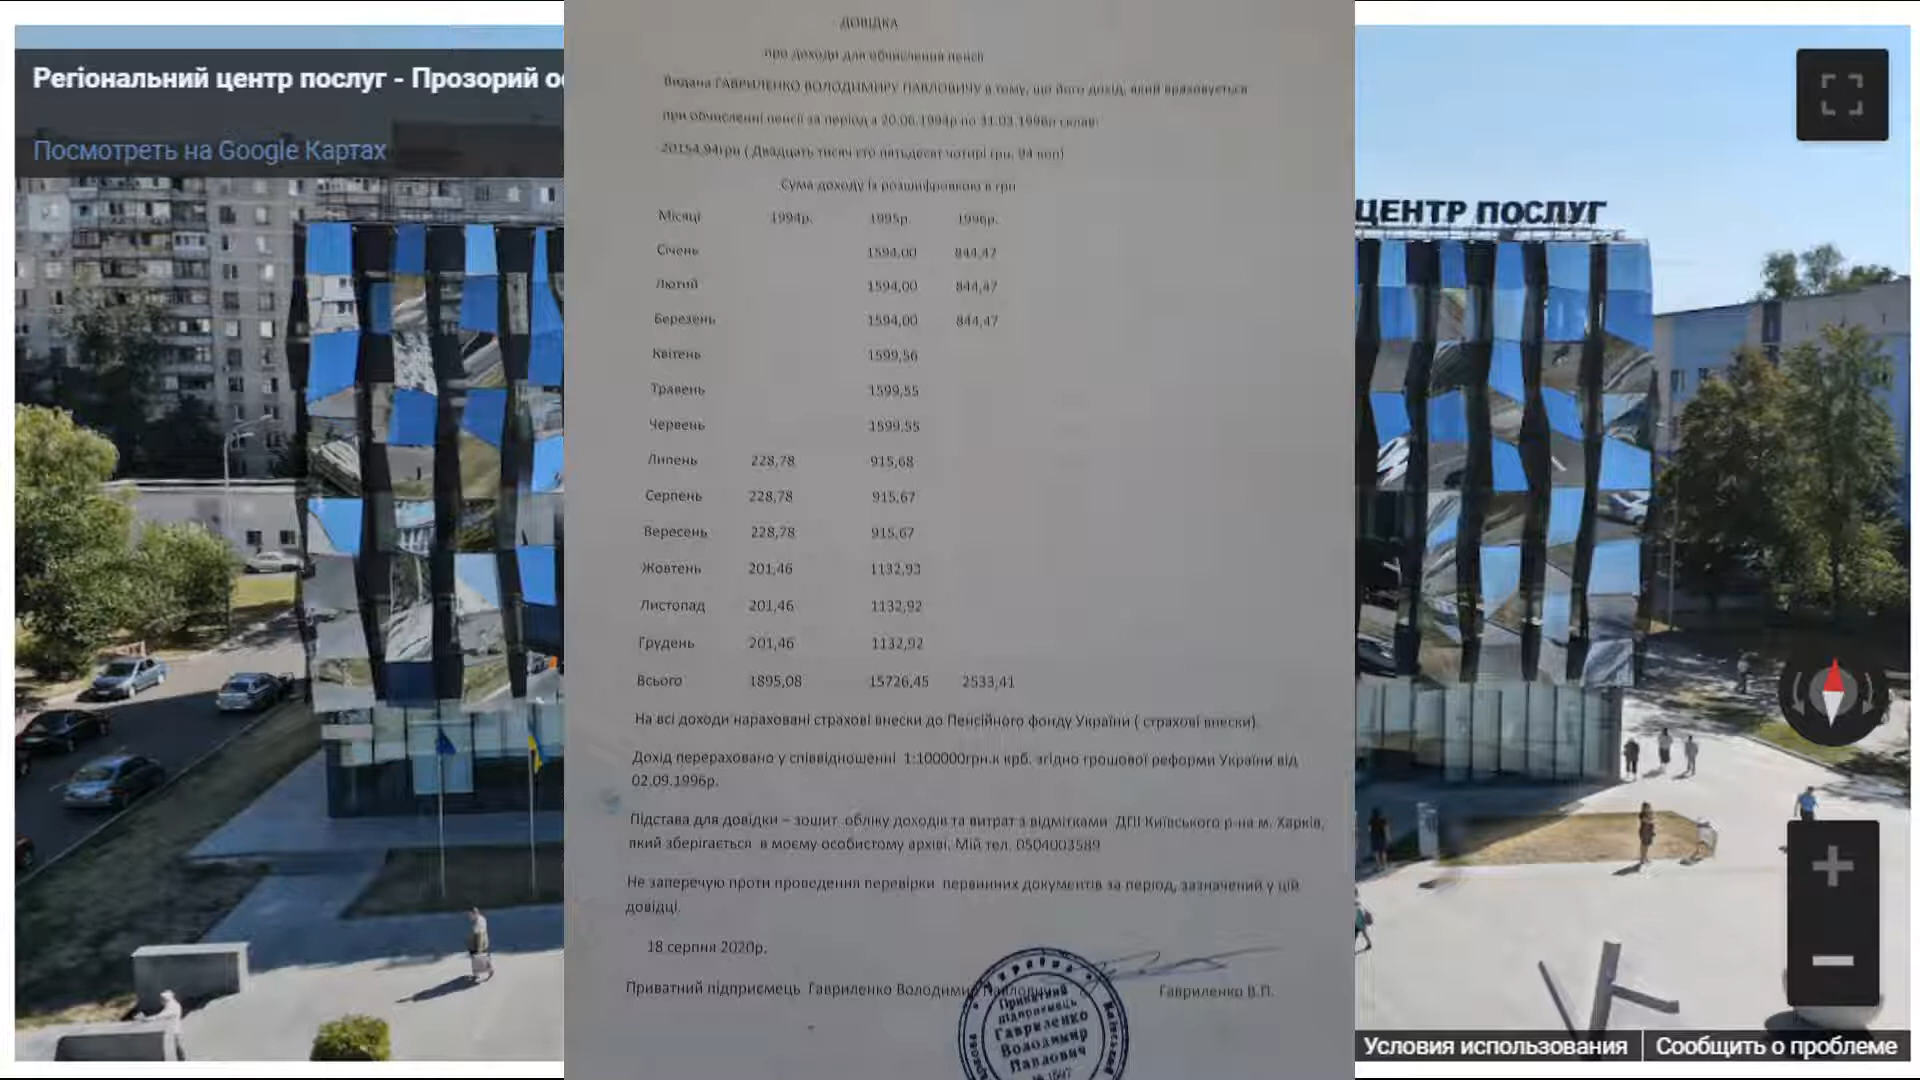 Регіональний центр послуг - Прозорий о
Посмотреть на Google Картах
ДОВІДКА
про доходи для обчислення пенсії
Видана ГАВРИЛЕНКО ВОЛОДИМИРУ ПАВЛОВИЧУ в тому, що його дохід, який враховується
при обчисленні пенсії за період з 20.06.1994р по 31.03.1996р склав:
20154,94грн ( Двадцать тисяч сто пятьдесят чотирі грн. 94 коп)
Сума доходу із розшифровкою в грн
Місяці 1994р. 1995р. 1996р.
Січень 1594,00 844,47
Лютий 1594,00 844,47
Березень 1594,00 844,47
Квітень 1599,56
Травень 1599,55
Червень 1599,55
Липень 228,78 915,68
Серпень 228,78 915,67
Вересень 228,78 915,67
Жовтень 201,46 1132,93
Листопад 201,46 1132,92
Грудень 201,46 1132,92
Всього 1895,08 15726,45 2533,41
На всі доходи нараховані страхові внески до Пенсійного фонду України ( страхові внески).
Дохід перераховано у співвідношенні 1:100000грн.к крб. згідно грошової реформи України від
02.09.1996р.
Підстава для довідки – зошит обліку доходів та витрат з відмітками ДПІ Київського р-на м. Харків,
який зберігається в моєму особистому архіві. Мій тел. 0504003589
Не заперечую проти проведення перевірки первинних документів за період, зазначений у цій
довідці.
18 серпня 2020р.
Приватний підприємець Гавриленко Володимир Павлович Гавриленко В.П.
Україна
Приватний
підприємець
Гавриленко
Володимир
Павлович
ЦЕНТР ПОСЛУГ
Условия использования
Сообщить о проблеме